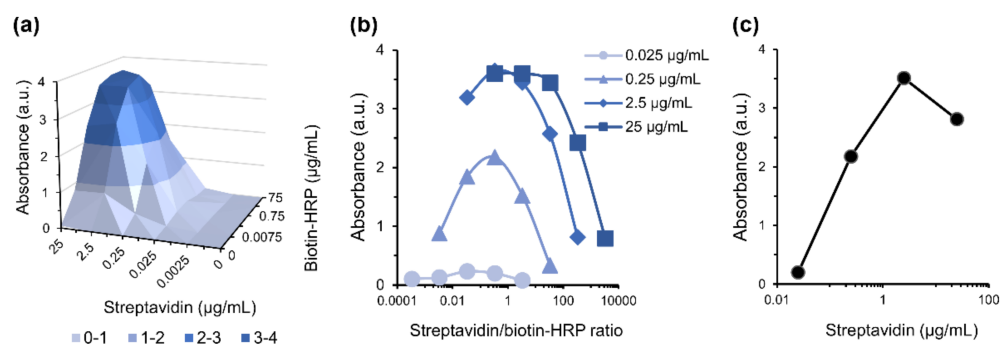 (a)
Absorbance (a.u.)
4
3
2
1
0
25
2.5
0.25
0.025
0.0025
0
Streptavidin (µg/mL)
75
0.75
0.0075
0
Biotin-HRP (µg/mL)
0-1 1-2 2-3 3-4
(b)
Absorbance (a.u.)
4
3
2
1
0
0.0001 0.01 1 100 10000
Streptavidin/biotin-HRP ratio
0.025 µg/mL
0.25 µg/mL
2.5 µg/mL
25 µg/mL
(c)
Absorbance (a.u.)
4
3
2
1
0
0.01 1 100
Streptavidin (µg/mL)